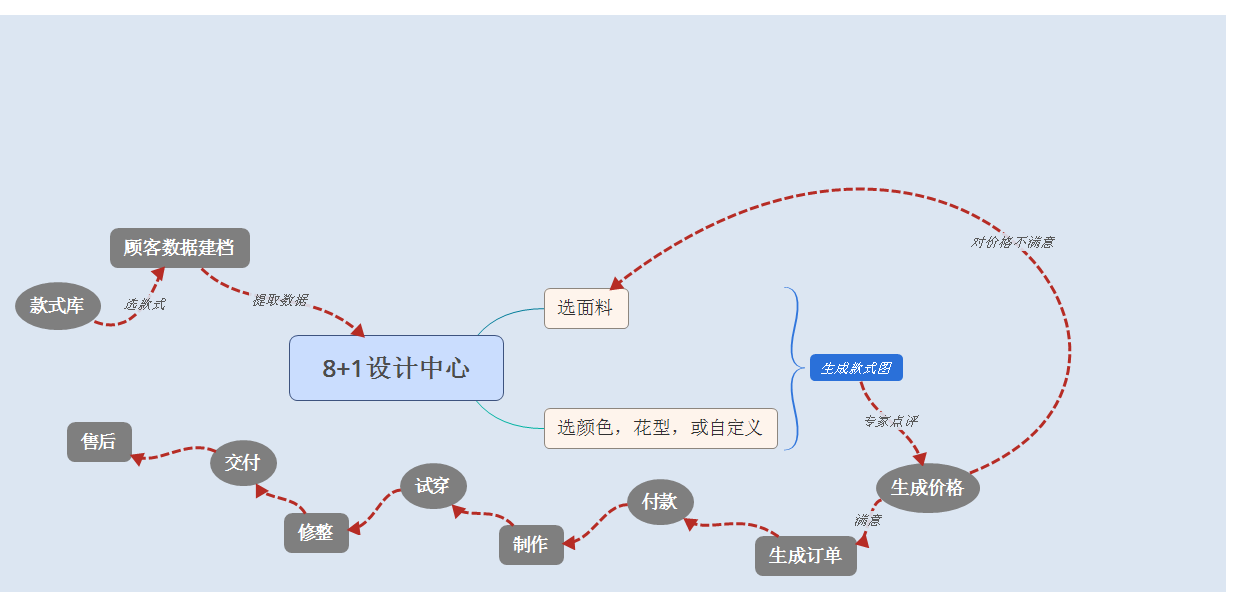 对价格不满意
顾客数据建档
款式库
选款式
提取数据
选面料
8+1设计中心
生成款式图
选颜色，花型，或自定义
专家点评
售后
交付
试穿
付款
生成价格
修整
制作
满意
生成订单